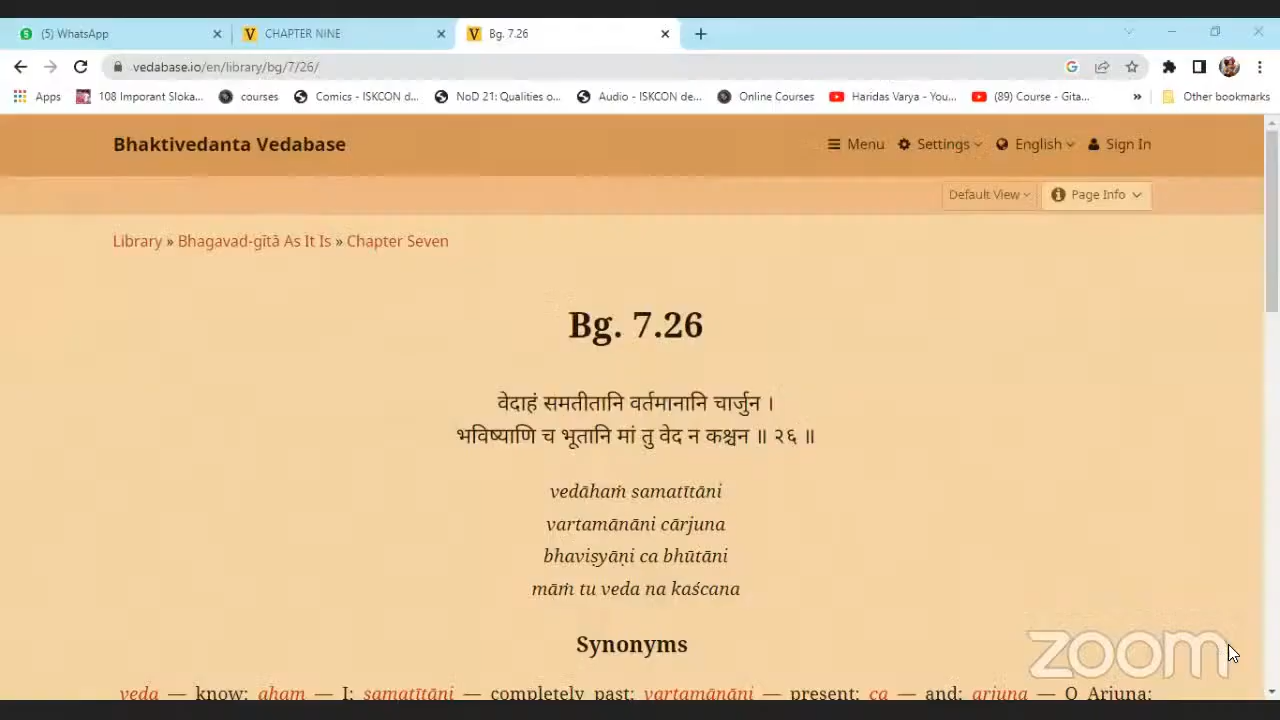 (5) WhatsApp
CHAPTER NINE
Bg. 7.26
vedabase.io/en/library/bg/7/26/
Apps 108 Imporant Sloka... courses Comics - ISKCON d... NoD 21: Qualities o... Audio - ISKCON de... Online Courses Haridas Varya - You... (89) Course - Gita... » Other bookmarks
Bhaktivedanta Vedabase Menu Settings English Sign In
Default View Page Info
Library » Bhagavad-gītā As It Is » Chapter Seven
Bg. 7.26
वेदाहं समतीतानि वर्तमानानि चार्जुन ।
भविष्याणि च भूतानि मां तु वेद न कश्चन ॥ २६ ॥
vedāhaṁ samatītāni
vartamānāni cārjuna
bhaviṣyāṇi ca bhūtāni
māṁ tu veda na kaścana
Synonyms
zoom
veda — know; aham — I; samatītāni — completely past; vartamānāni — present; ca — and; arjuna — O Arjuna;